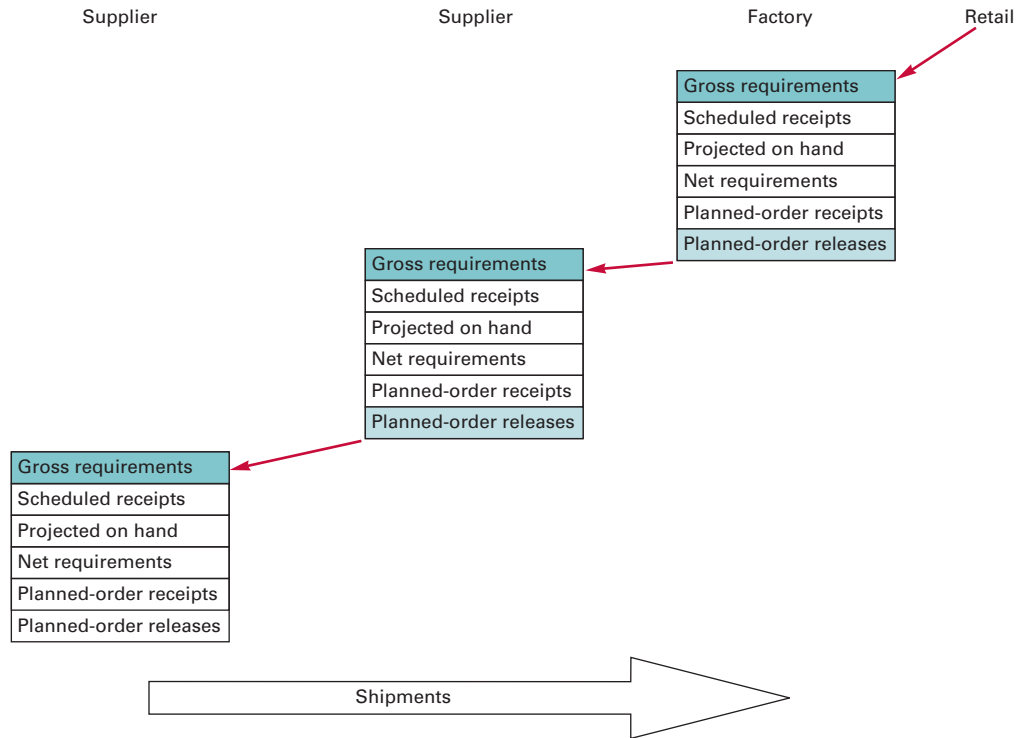 Supplier
Supplier
Factory
Retail
Gross requirements
Scheduled receipts
Projected on hand
Net requirements
Planned-order receipts
Planned-order releases
Gross requirements
Scheduled receipts
Projected on hand
Net requirements
Planned-order receipts
Planned-order releases
Gross requirements
Scheduled receipts
Projected on hand
Net requirements
Planned-order receipts
Planned-order releases
Shipments